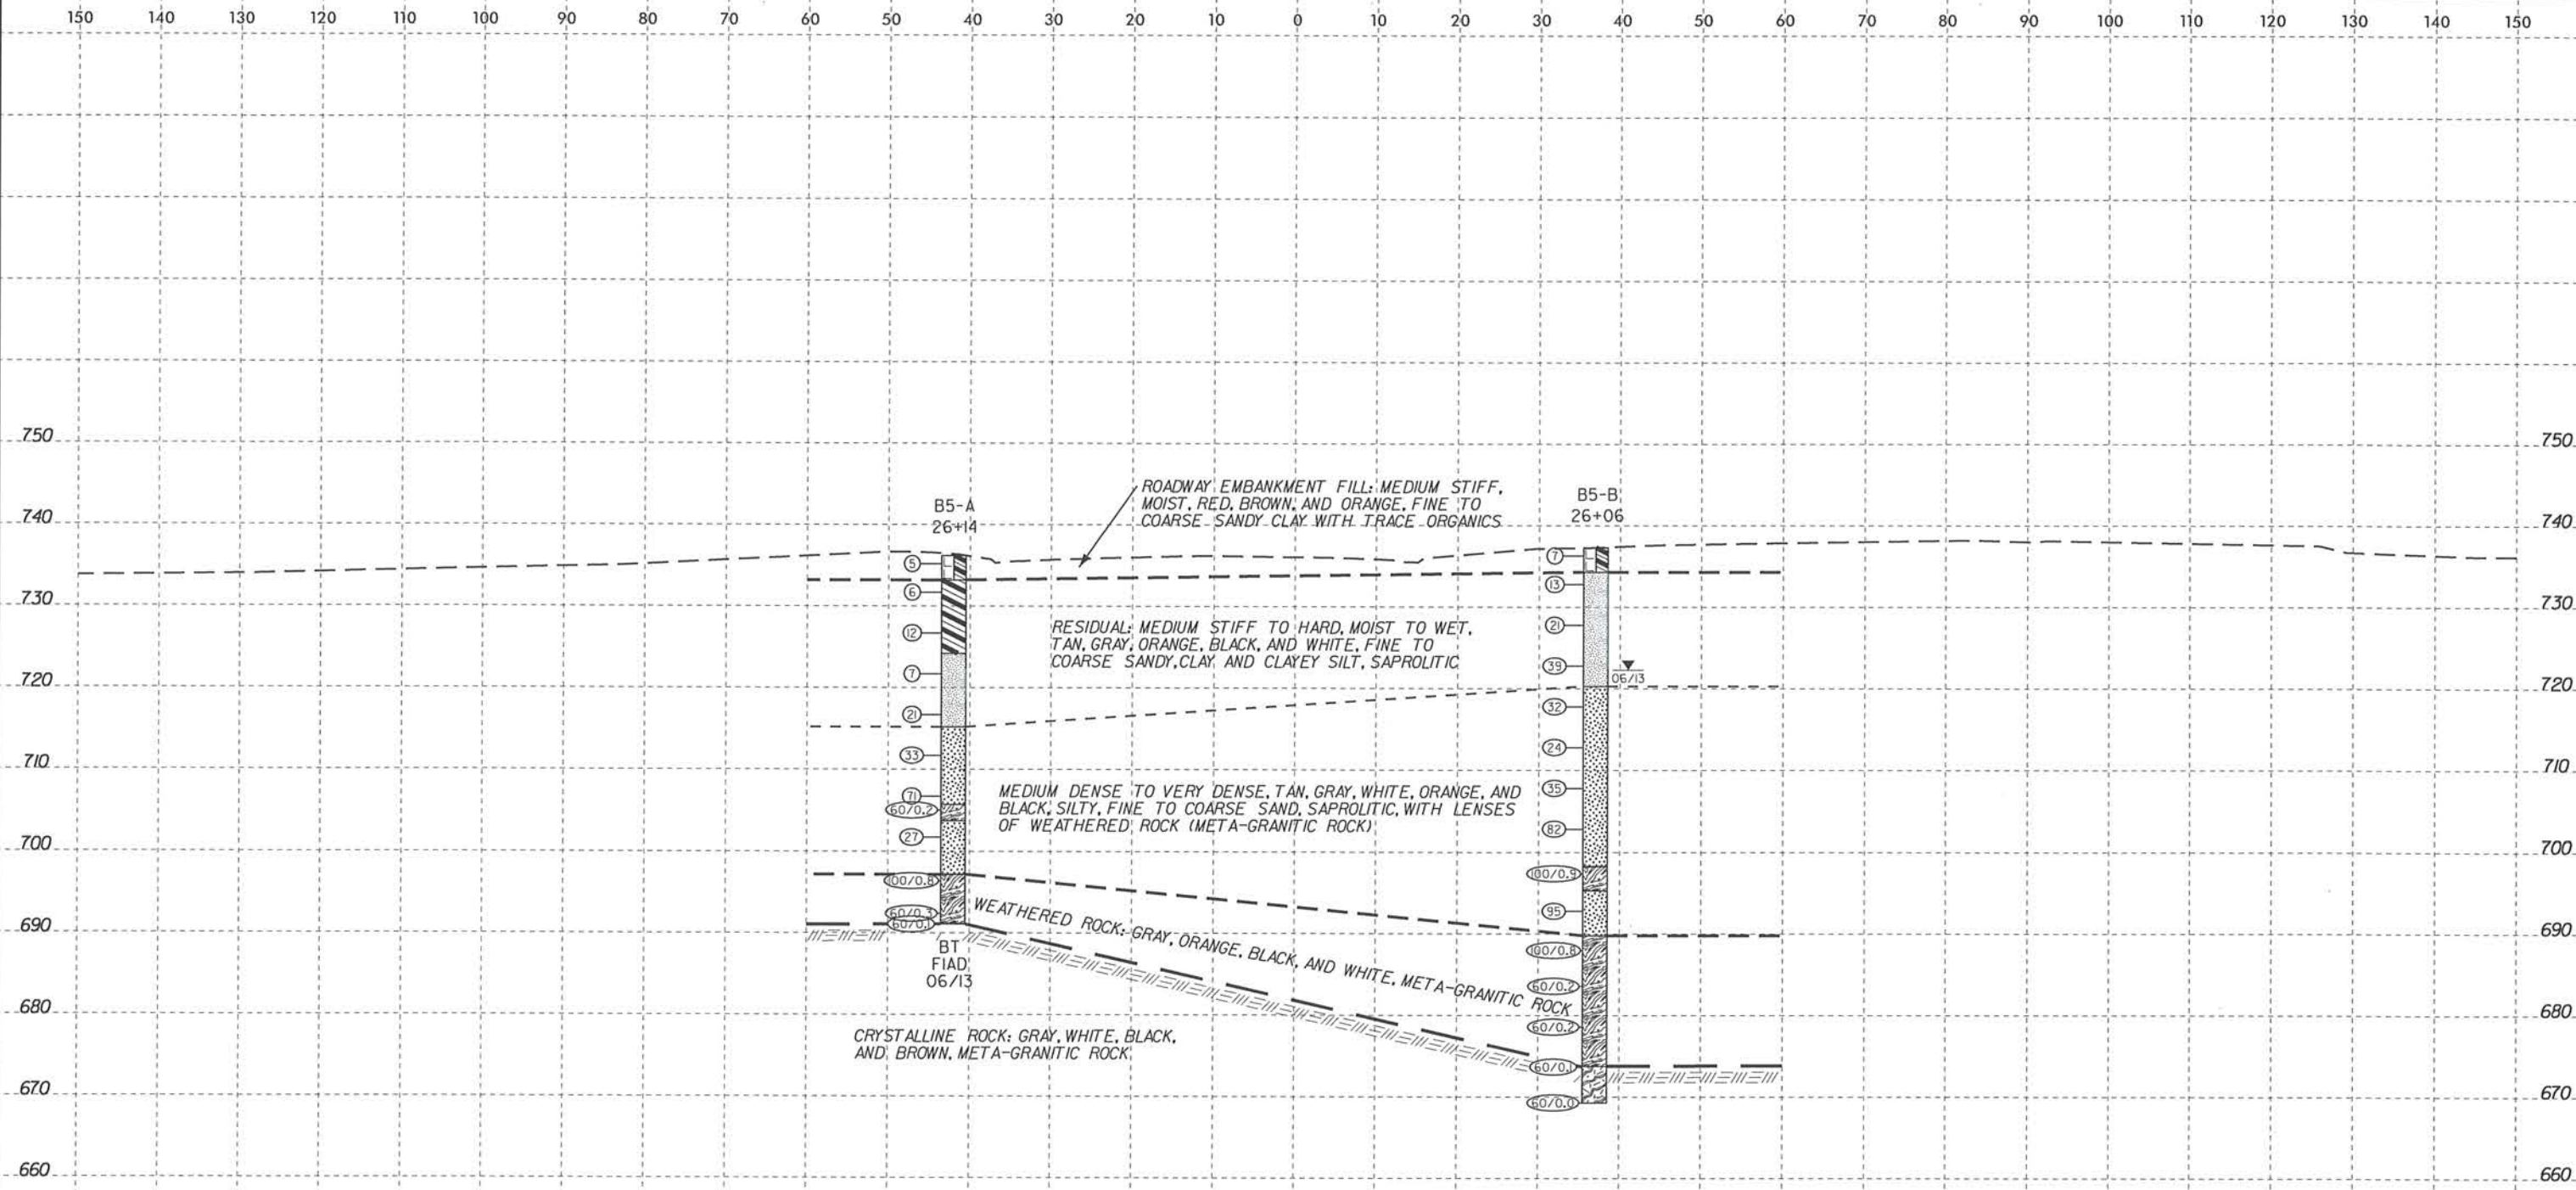 150 140 130 120 110 100 90 80 70 60 50 40 30 20 10 0 10 20 30 40 50 60 70 80 90 100 110 120 130 140 150
750 750
ROADWAY EMBANKMENT FILL: MEDIUM STIFF,
MOIST, RED, BROWN, AND ORANGE, FINE TO
COARSE SANDY CLAY WITH TRACE ORGANICS
B5-A
26+14
B5-B
26+06
740 740
5
7
6
13
730 730
RESIDUAL: MEDIUM STIFF TO HARD, MOIST TO WET,
TAN, GRAY, ORANGE, BLACK, AND WHITE, FINE TO
COARSE SANDY CLAY AND CLAYEY SILT, SAPROLITIC
12
21
7
39
06/13
720 720
21
32
33
24
710 710
MEDIUM DENSE TO VERY DENSE, TAN, GRAY, WHITE, ORANGE, AND
BLACK, SILTY, FINE TO COARSE SAND, SAPROLITIC, WITH LENSES
OF WEATHERED ROCK (META-GRANITIC ROCK)
71
35
60/0.2
27
82
700 700
100/0.8
100/0.9
60/0.3
95
60/0.1
690 690
WEATHERED ROCK: GRAY, ORANGE, BLACK, AND WHITE, META-GRANITIC ROCK
BT
FIAD
06/13
100/0.8
60/0.2
680 680
60/0.2
CRYSTALLINE ROCK: GRAY, WHITE, BLACK,
AND BROWN, META-GRANITIC ROCK
60/0.1
670 670
60/0.0
660 660